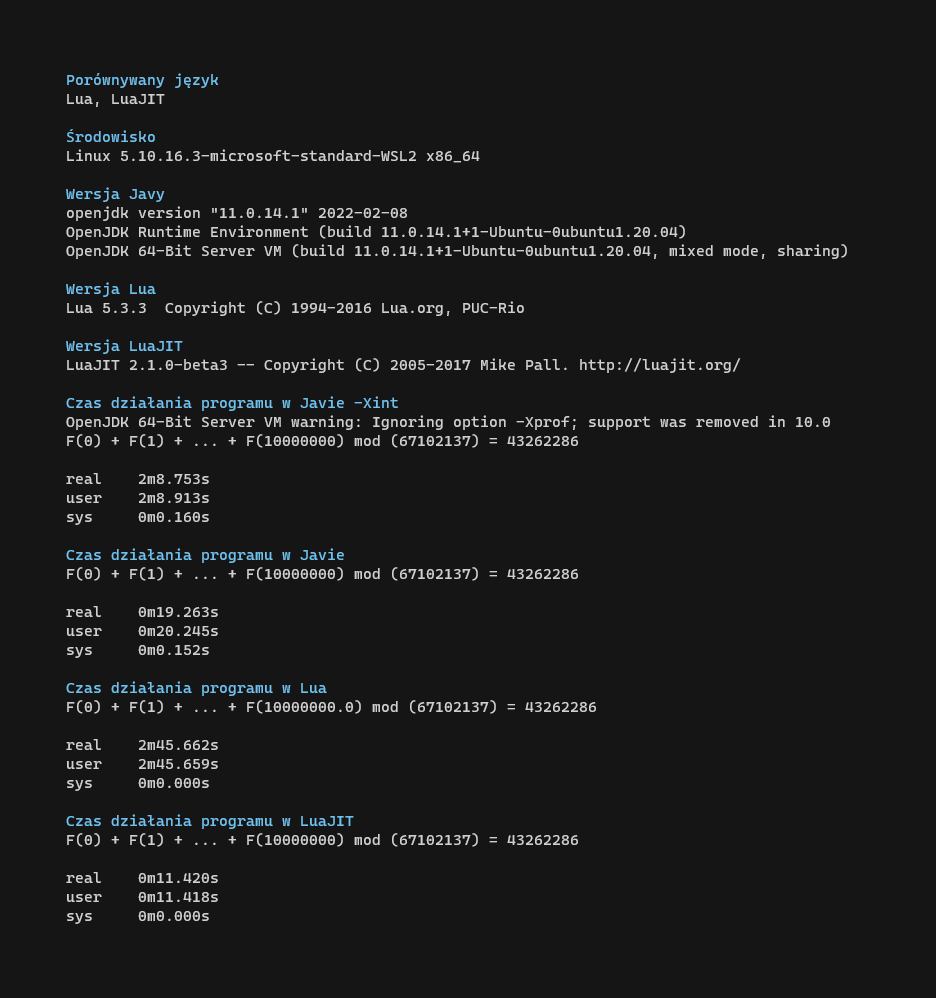 Porównywany język
Lua, LuaJIT
Środowisko
Linux 5.10.16.3-microsoft-standard-WSL2 x86_64
Wersja Javy
openjdk version "11.0.14.1" 2022-02-08
OpenJDK Runtime Environment (build 11.0.14.1+1-Ubuntu-0ubuntu1.20.04)
OpenJDK 64-Bit Server VM (build 11.0.14.1+1-Ubuntu-0ubuntu1.20.04, mixed mode, sharing)
Wersja Lua
Lua 5.3.3  Copyright (C) 1994-2016 Lua.org, PUC-Rio
Wersja LuaJIT
LuaJIT 2.1.0-beta3 -- Copyright (C) 2005-2017 Mike Pall. http://luajit.org/
Czas działania programu w Javie -Xint
OpenJDK 64-Bit Server VM warning: Ignoring option -Xprof; support was removed in 10.0
F(0) + F(1) + ... + F(10000000) mod (67102137) = 43262286
real    2m8.753s
user    2m8.913s
sys     0m0.160s
Czas działania programu w Javie
F(0) + F(1) + ... + F(10000000) mod (67102137) = 43262286
real    0m19.263s
user    0m20.245s
sys     0m0.152s
Czas działania programu w Lua
F(0) + F(1) + ... + F(10000000.0) mod (67102137) = 43262286
real    2m45.662s
user    2m45.659s
sys     0m0.000s
Czas działania programu w LuaJIT
F(0) + F(1) + ... + F(10000000) mod (67102137) = 43262286
real    0m11.420s
user    0m11.418s
sys     0m0.000s